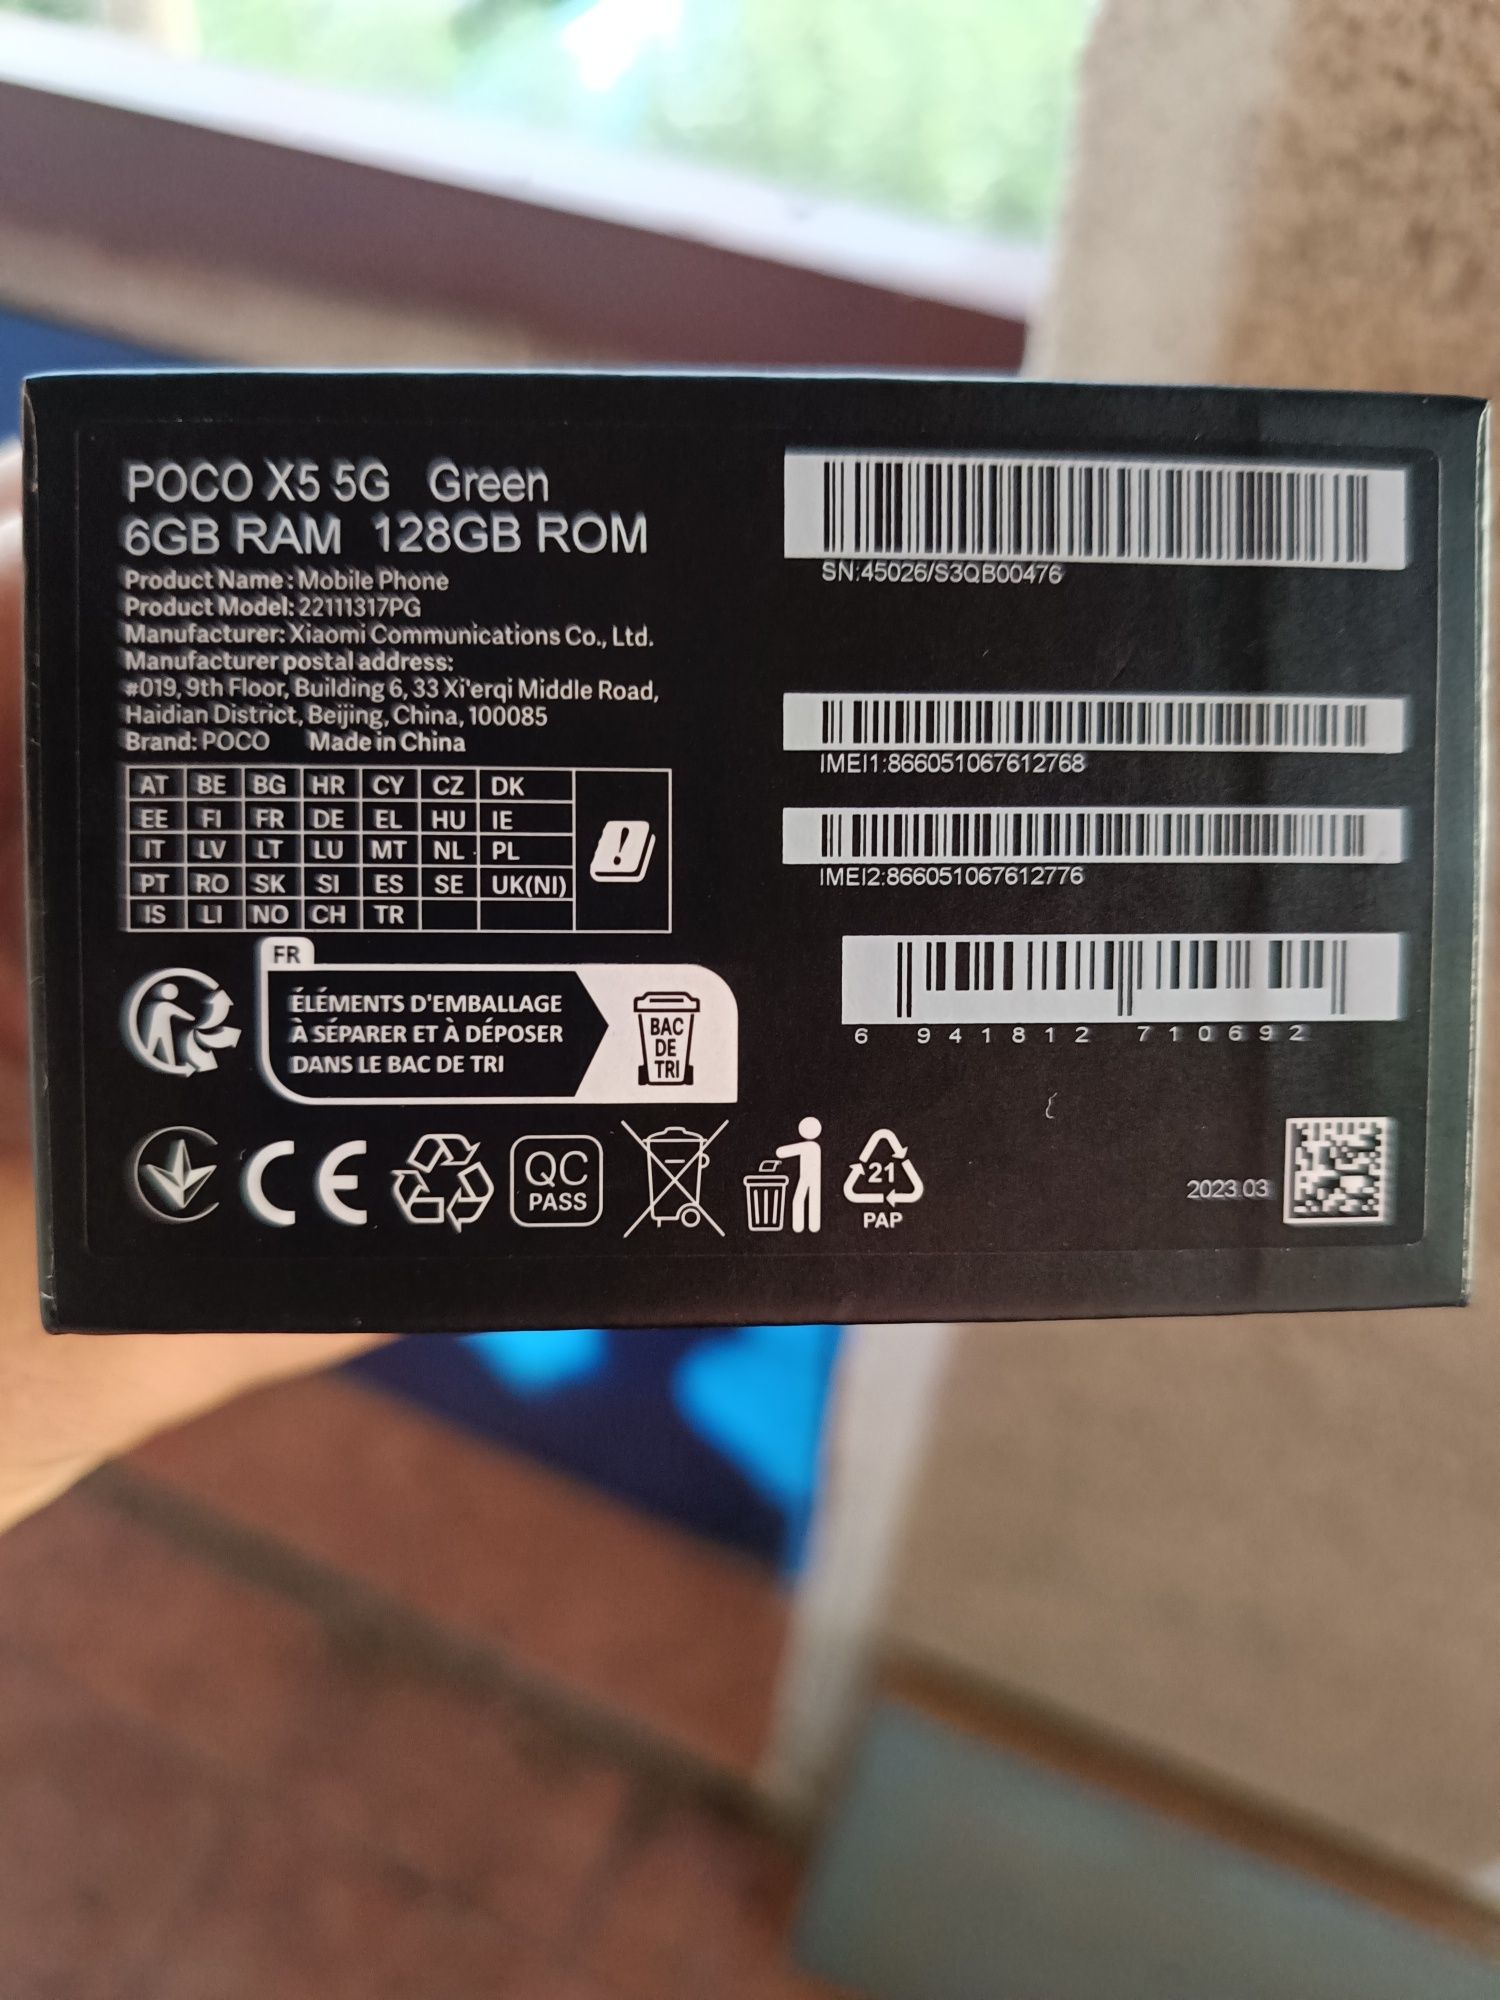 POCO X5 5G Green
6GB RAM 128GB ROM
Product Name : Mobile Phone
Product Model: 22111317PG
Manufacturer: Xiaomi Communications Co., Ltd.
Manufacturer postal address:
#019, 9th Floor, Building 6, 33 Xi'erqi Middle Road,
Haidian District, Beijing, China, 100085
Brand: POCO Made in China
AT BE BG HR CY CZ DK
EE FI FR DE EL HU IE
IT LV LT LU MT NL PL
PT RO SK SI ES SE UK(NI)
IS LI NO CH TR
FR
ÉLÉMENTS D'EMBALLAGE
À SÉPARER ET À DÉPOSER
DANS LE BAC DE TRI
BAC
DE
TRI
CE
QC
PASS
21
PAP
SN:45026/S3QB00476
IMEI1:866051067612768
IMEI2:866051067612776
6 941812 710692
2023.03